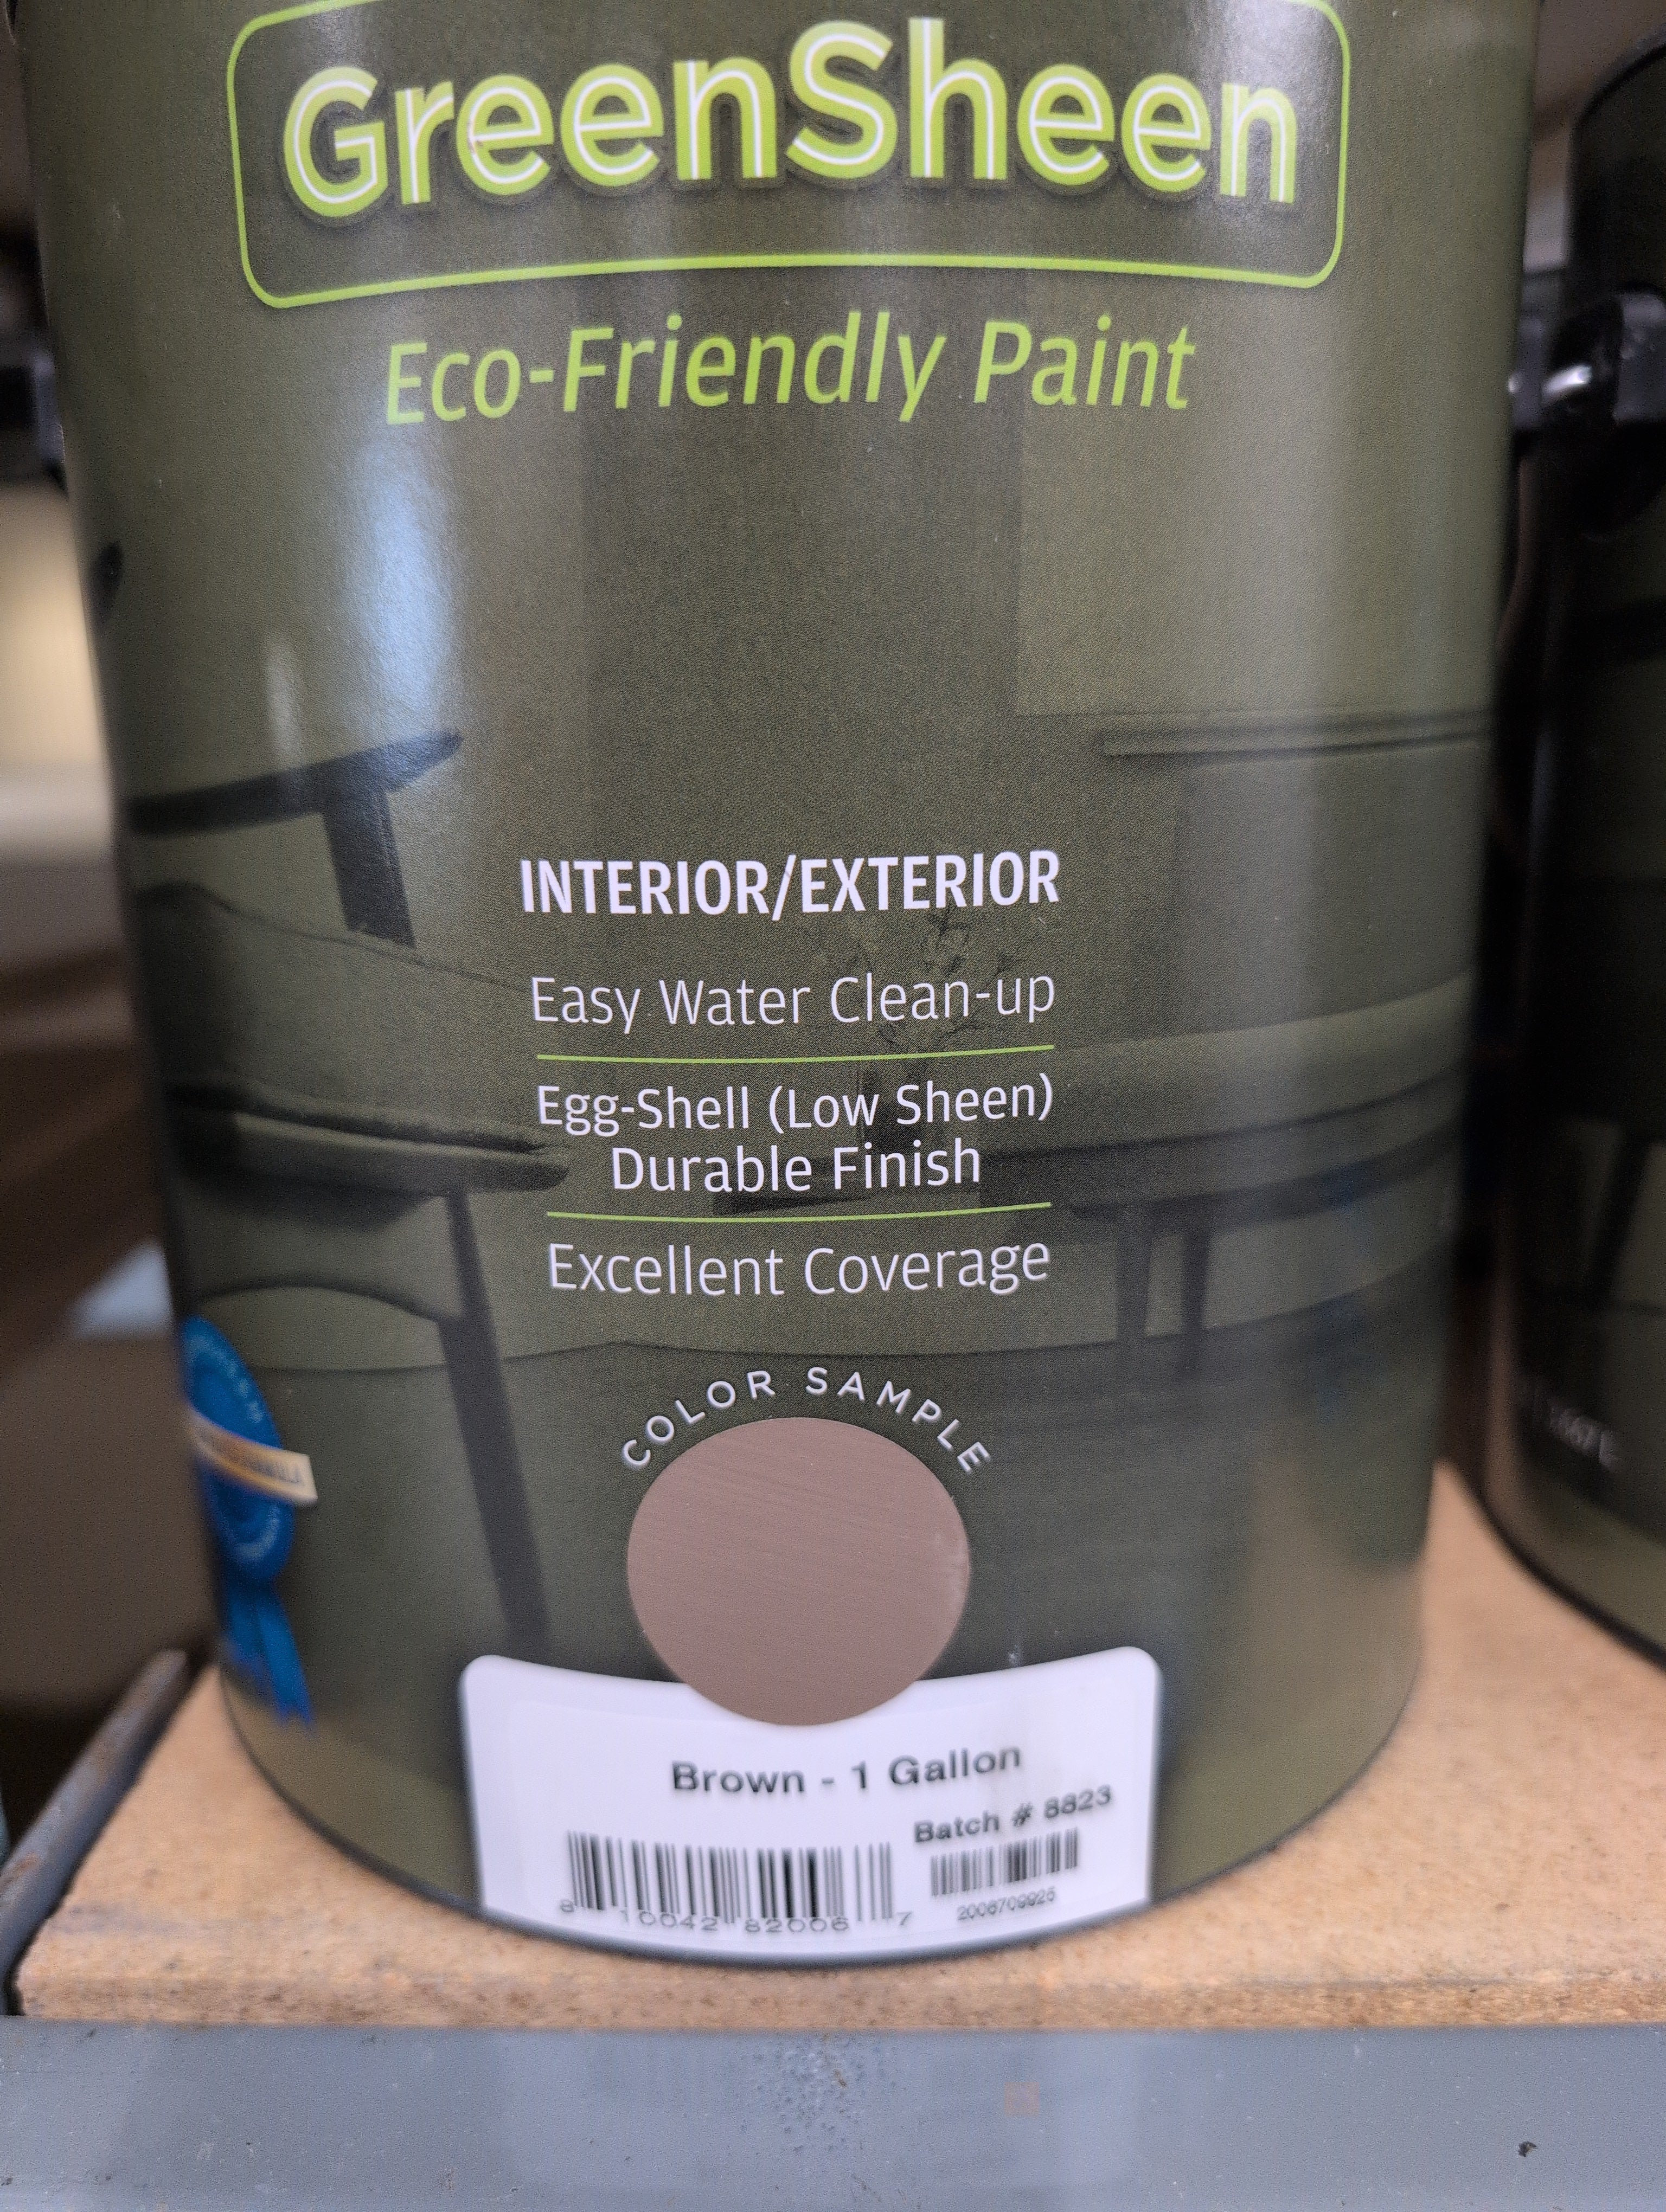 GreenSheen
Eco-Friendly Paint
INTERIOR/EXTERIOR
Easy Water Clean-up
Egg-Shell (Low Sheen)
Durable Finish
Excellent Coverage
COLOR SAMPLE
Brown - 1 Gallon
Batch # 8823
8 10042 82006 7
2006709925